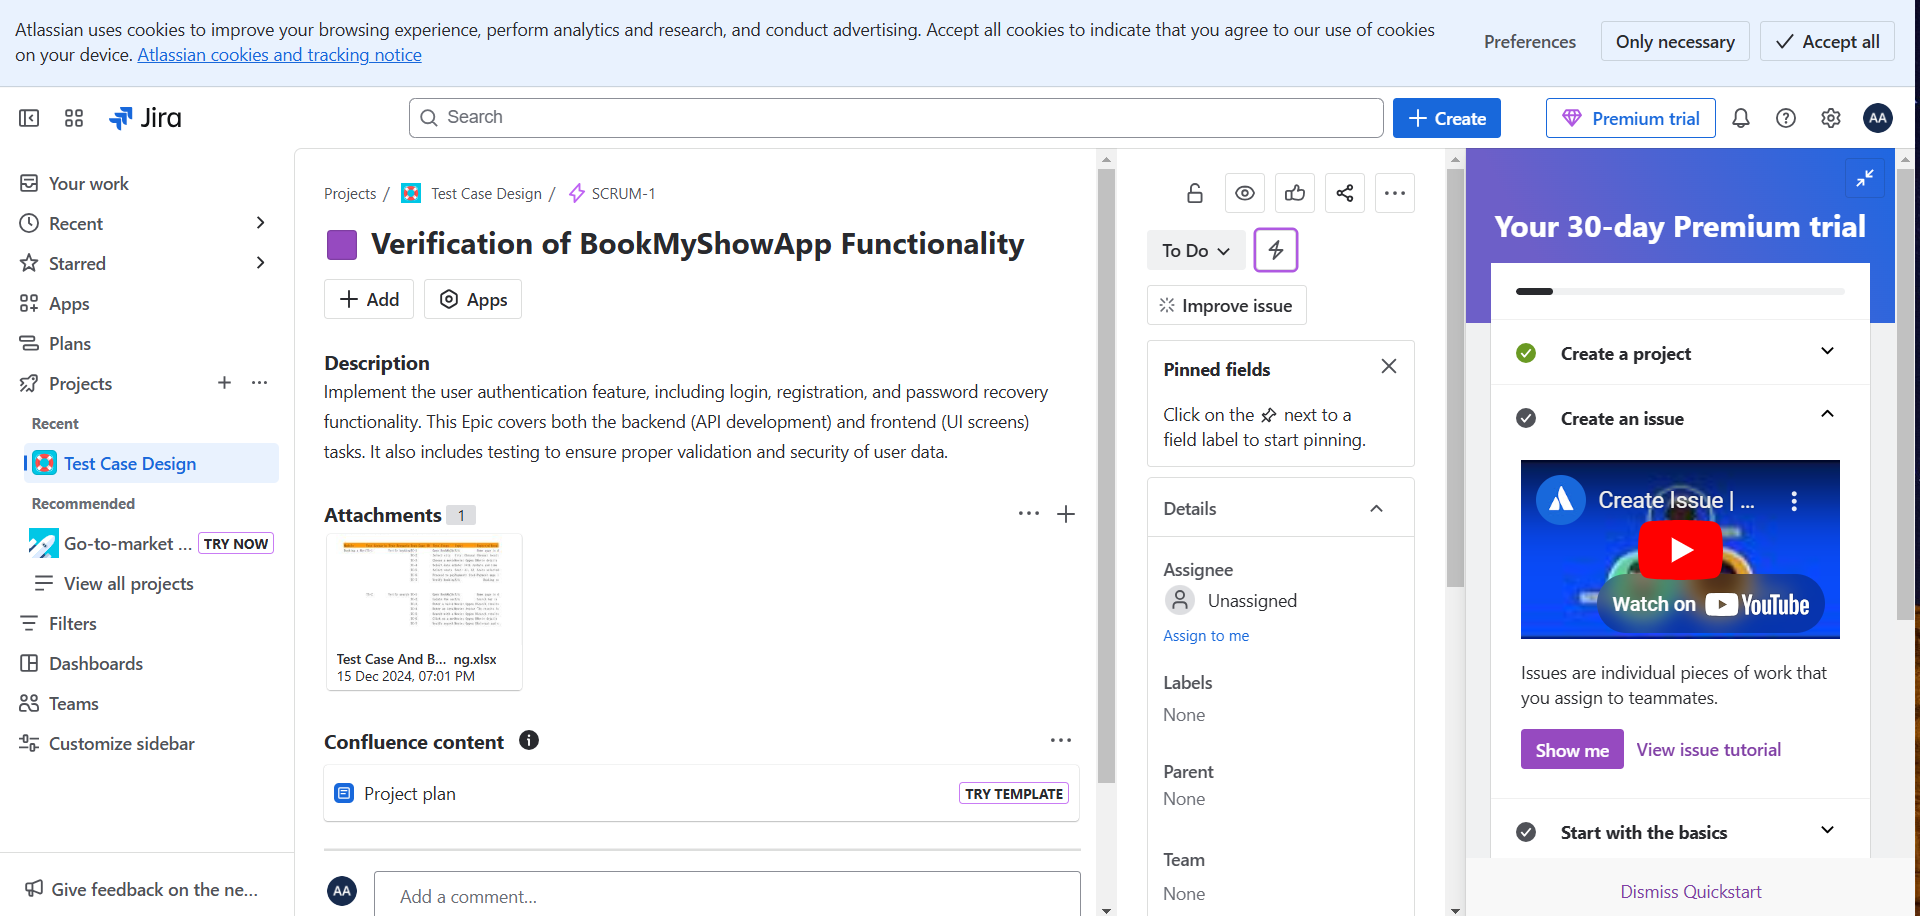 Atlassian uses cookies to improve your browsing experience, perform analytics and research, and conduct advertising. Accept all cookies to indicate that you agree to our use of cookies
on your device. Atlassian cookies and tracking notice
Preferences
Only necessary
Accept all
Jira
Search
Create
Premium trial
AA
Your work
Recent
Starred
Apps
Plans
Projects
Recent
Test Case Design
Recommended
Go-to-market ... TRY NOW
View all projects
Filters
Dashboards
Teams
Customize sidebar
Give feedback on the ne...
Projects / Test Case Design / SCRUM-1
Verification of BookMyShowApp Functionality
Add
Apps
Description
Implement the user authentication feature, including login, registration, and password recovery
functionality. This Epic covers both the backend (API development) and frontend (UI screens)
tasks. It also includes testing to ensure proper validation and security of user data.
Attachments 1
Test Case And B... ng.xlsx
15 Dec 2024, 07:01 PM
Confluence content
Project plan
TRY TEMPLATE
AA
Add a comment...
To Do
Improve issue
Pinned fields
Click on the next to a
field label to start pinning.
Details
Assignee
Unassigned
Assign to me
Labels
None
Parent
None
Team
None
Your 30-day Premium trial
Create a project
Create an issue
Create Issue | ...
Watch on YouTube
Issues are individual pieces of work that
you assign to teammates.
Show me
View issue tutorial
Start with the basics
Dismiss Quickstart